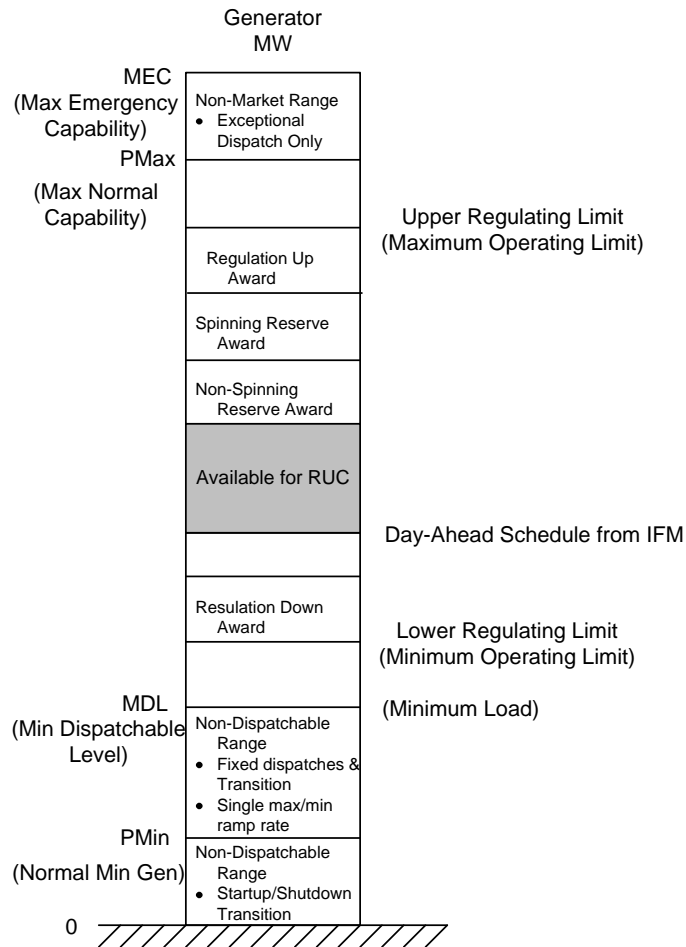 Generator
MW
MEC
(Max Emergency
Capability)
Non-Market Range
• Exceptional
Dispatch Only
PMax
(Max Normal
Capability)
Upper Regulating Limit
(Maximum Operating Limit)
Regulation Up
Award
Spinning Reserve
Award
Non-Spinning
Reserve Award
Available for RUC
Day-Ahead Schedule from IFM
Resulation Down
Award
Lower Regulating Limit
(Minimum Operating Limit)
(Minimum Load)
MDL
(Min Dispatchable
Level)
Non-Dispatchable
Range
• Fixed dispatches &
Transition
• Single max/min
ramp rate
PMin
(Normal Min Gen)
Non-Dispatchable
Range
• Startup/Shutdown
Transition
0